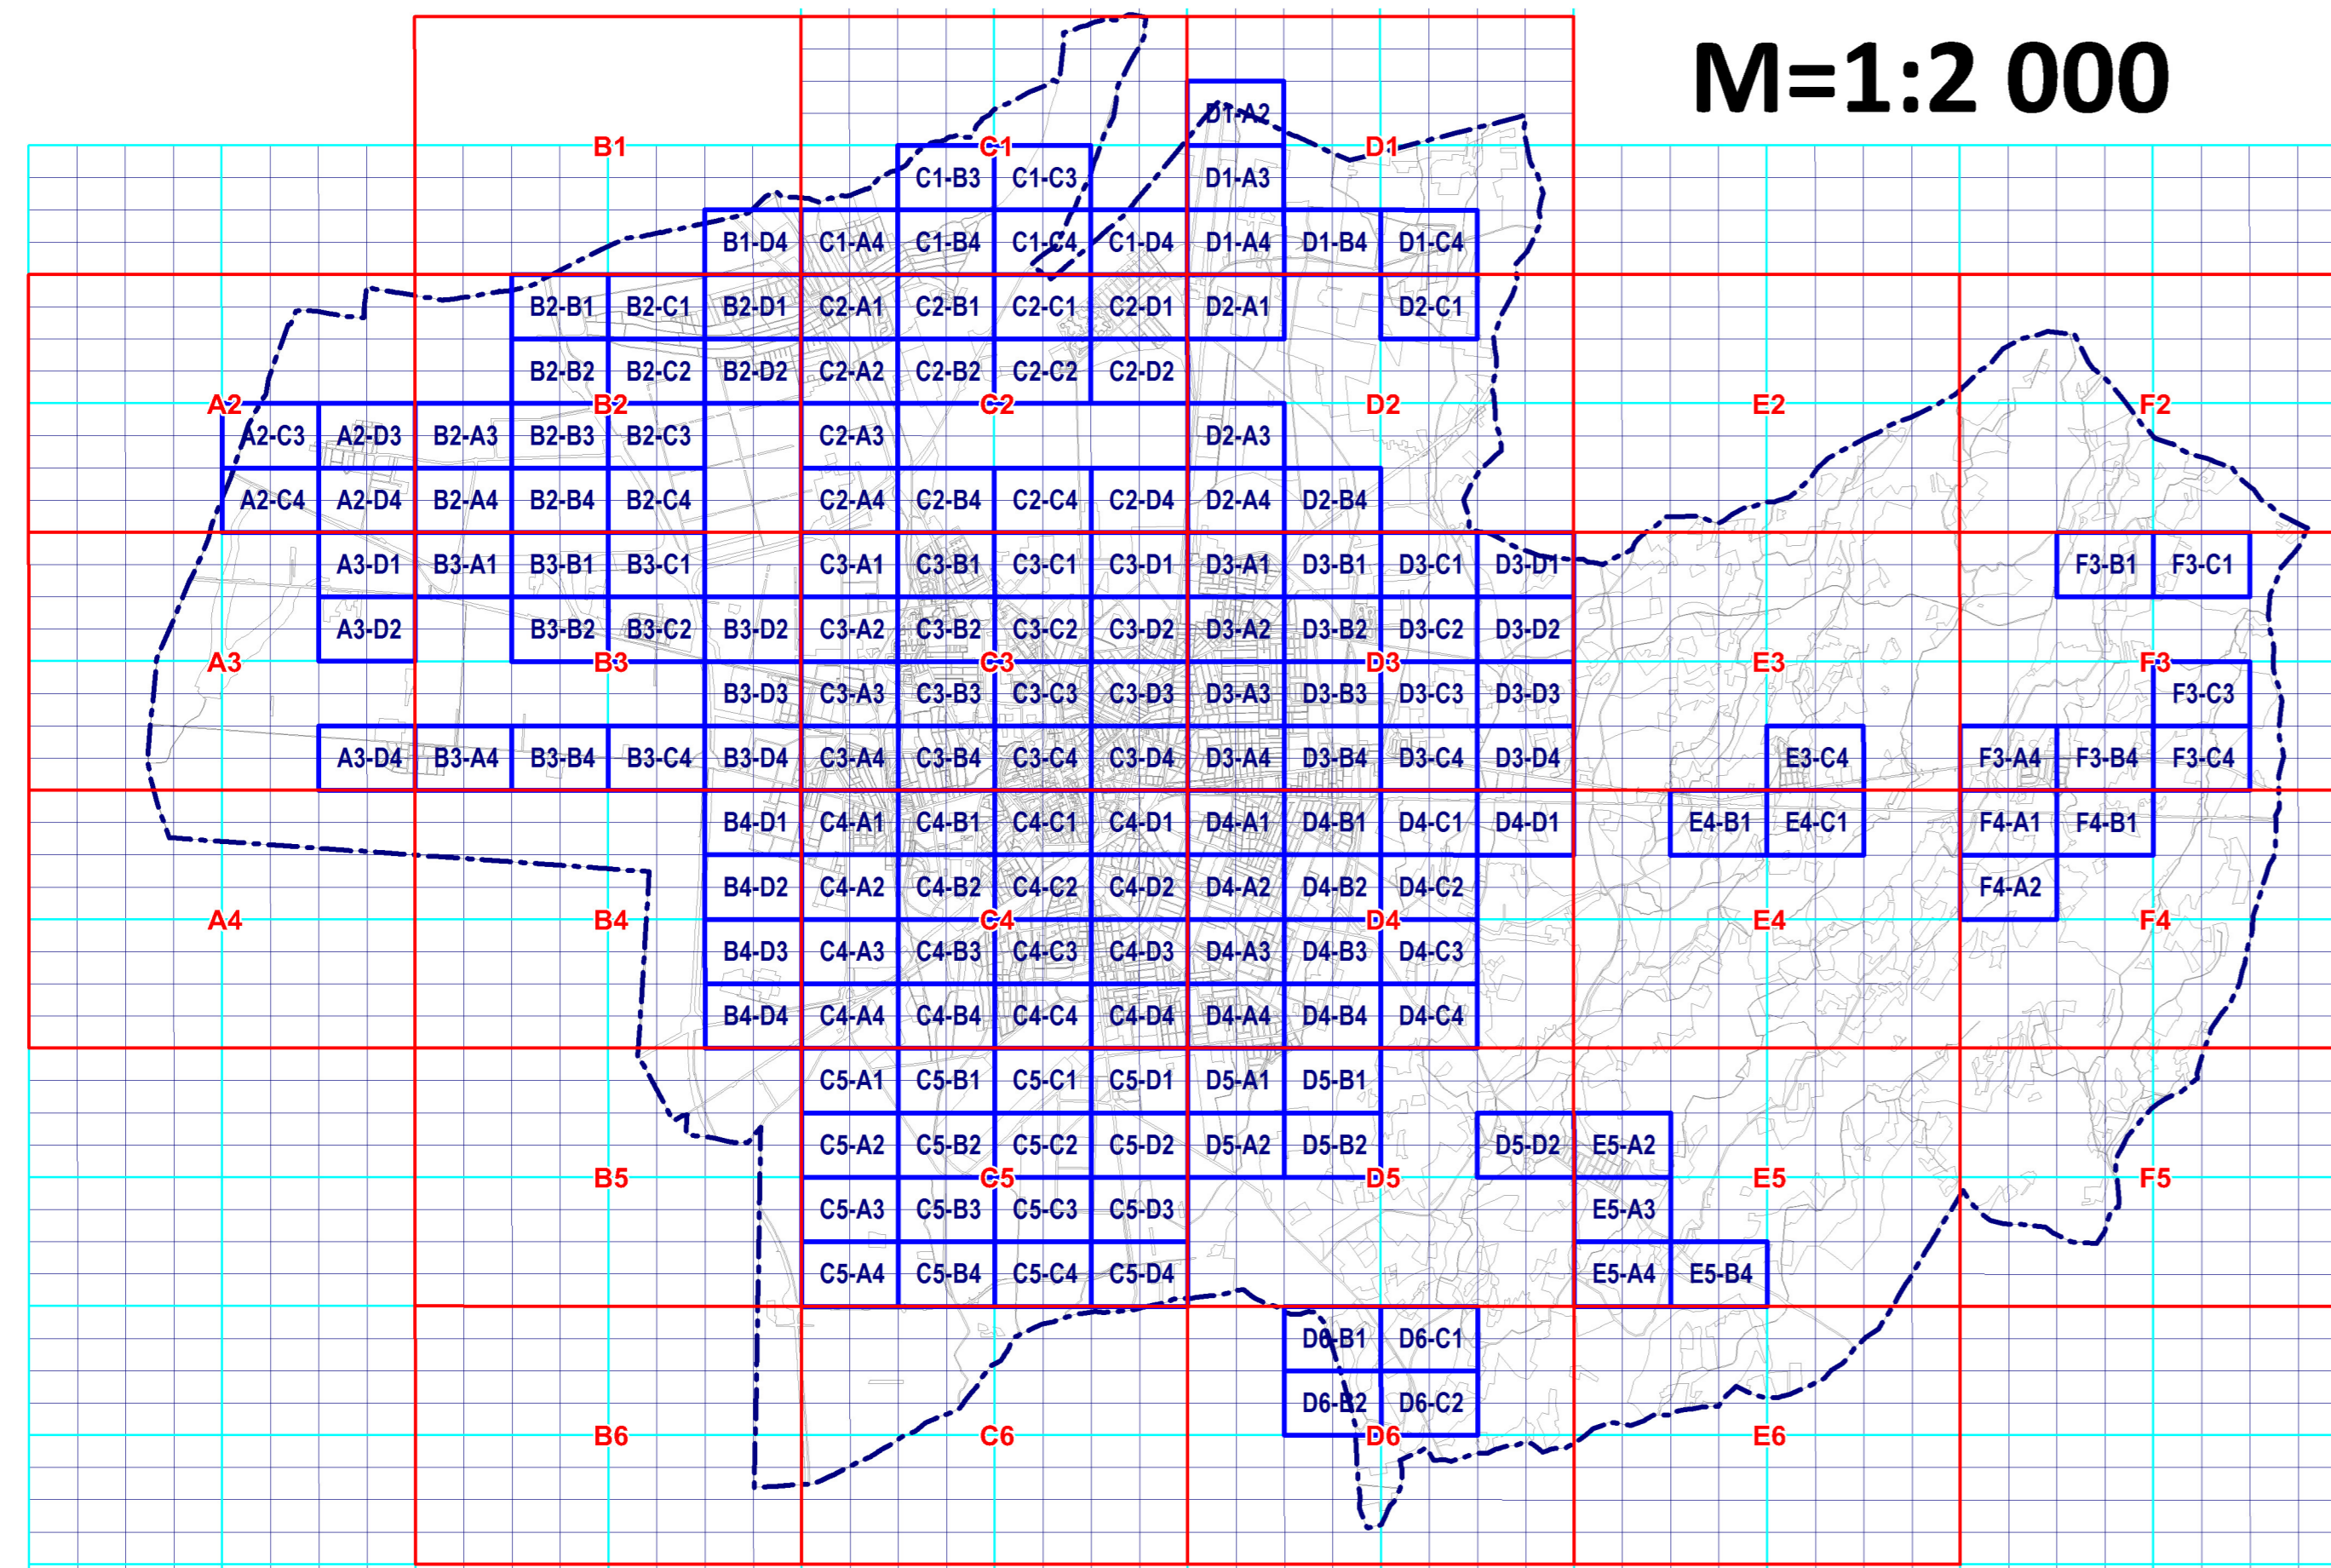 M=1:2 000
D1-A2
B1 C1 D1
C1-B3 C1-C3 D1-A3
B1-D4 C1-A4 C1-B4 C1-C4 C1-D4 D1-A4 D1-B4 D1-C4
B2-B1 B2-C1 B2-D1 C2-A1 C2-B1 C2-C1 C2-D1 D2-A1 D2-C1
B2-B2 B2-C2 B2-D2 C2-A2 C2-B2 C2-C2 C2-D2
A2 B2 C2 D2 E2 F2
A2-C3 A2-D3 B2-A3 B2-B3 B2-C3 C2-A3 D2-A3
A2-C4 A2-D4 B2-A4 B2-B4 B2-C4 C2-A4 C2-B4 C2-C4 C2-D4 D2-A4 D2-B4
A3-D1 B3-A1 B3-B1 B3-C1 C3-A1 C3-B1 C3-C1 C3-D1 D3-A1 D3-B1 D3-C1 D3-D1 F3-B1 F3-C1
A3-D2 B3-B2 B3-C2 B3-D2 C3-A2 C3-B2 C3-C2 C3-D2 D3-A2 D3-B2 D3-C2 D3-D2
A3 B3 C3 D3 E3 F3
B3-D3 C3-A3 C3-B3 C3-C3 C3-D3 D3-A3 D3-B3 D3-C3 D3-D3 F3-C3
A3-D4 B3-A4 B3-B4 B3-C4 B3-D4 C3-A4 C3-B4 C3-C4 C3-D4 D3-A4 D3-B4 D3-C4 D3-D4 E3-C4 F3-A4 F3-B4 F3-C4
B4-D1 C4-A1 C4-B1 C4-C1 C4-D1 D4-A1 D4-B1 D4-C1 D4-D1 E4-B1 E4-C1 F4-A1 F4-B1
B4-D2 C4-A2 C4-B2 C4-C2 C4-D2 D4-A2 D4-B2 D4-C2 F4-A2
A4 B4 C4 D4 E4 F4
B4-D3 C4-A3 C4-B3 C4-C3 C4-D3 D4-A3 D4-B3 D4-C3
B4-D4 C4-A4 C4-B4 C4-C4 C4-D4 D4-A4 D4-B4 D4-C4
C5-A1 C5-B1 C5-C1 C5-D1 D5-A1 D5-B1
C5-A2 C5-B2 C5-C2 C5-D2 D5-A2 D5-B2 D5-D2 E5-A2
B5 C5 D5 E5 F5
C5-A3 C5-B3 C5-C3 C5-D3 E5-A3
C5-A4 C5-B4 C5-C4 C5-D4 E5-A4 E5-B4
D6-B1 D6-C1
D6-B2 D6-C2
B6 C6 D6 E6